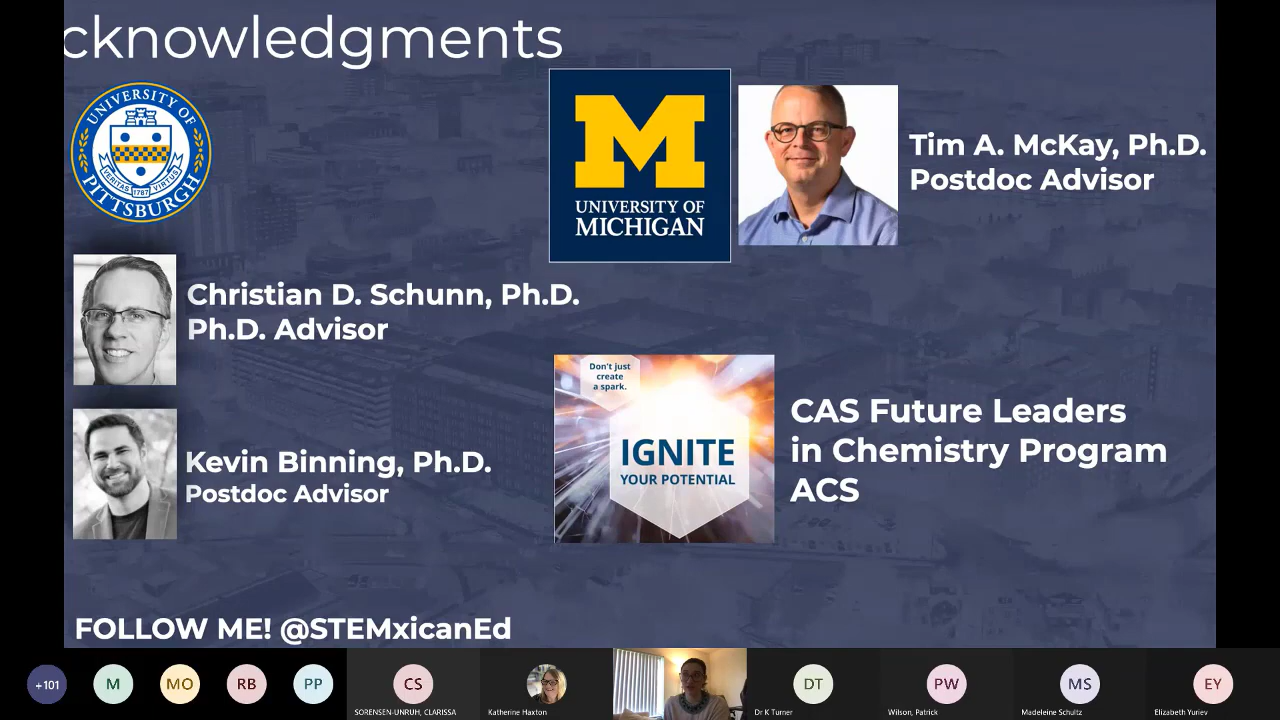 cknowledgments
UNIVERSITY OF
PITTSBURGH
VERITAS 1787 VIRTUS
M
UNIVERSITY OF
MICHIGAN
Tim A. McKay, Ph.D.
Postdoc Advisor
Christian D. Schunn, Ph.D.
Ph.D. Advisor
Kevin Binning, Ph.D.
Postdoc Advisor
Don't just
create
a spark.
IGNITE
YOUR POTENTIAL
CAS Future Leaders
in Chemistry Program
ACS
FOLLOW ME! @STEMxicanEd
+101
M
MO
RB
PP
CS
SORENSEN-UNRUH, CLARISSA
Katherine Haxton
DT
Dr K Turner
PW
Wilson, Patrick
MS
Madeleine Schultz
EY
Elizabeth Yuriev